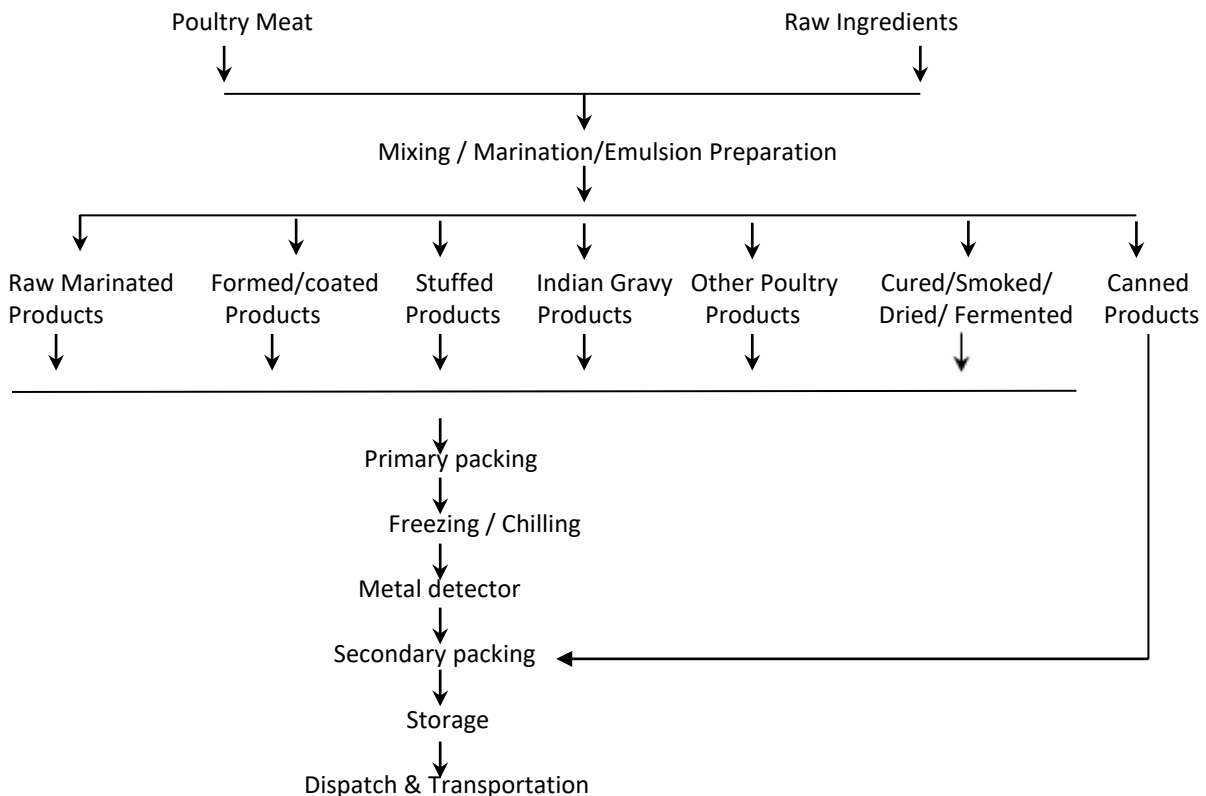 Poultry Meat
Raw Ingredients
Mixing / Marination/Emulsion Preparation
Raw Marinated
Products
Formed/coated
Products
Stuffed
Products
Indian Gravy
Products
Other Poultry
Products
Cured/Smoked/
Dried/ Fermented
Canned
Products
Primary packing
Freezing / Chilling
Metal detector
Secondary packing
Storage
Dispatch & Transportation